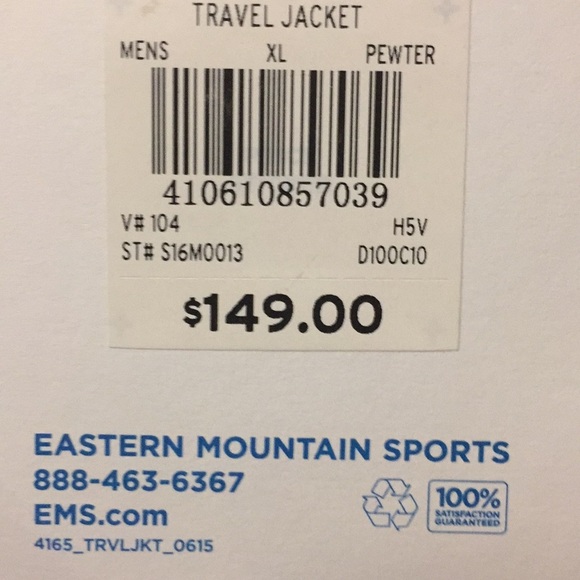 TRAVEL JACKET
MENS XL PEWTER
410610857039
V# 104 H5V
ST# S16M0013 D100C10
$149.00
EASTERN MOUNTAIN SPORTS
888-463-6367
EMS.com
4165_TRVLJKT_0615
100%
SATISFACTION
GUARANTEED